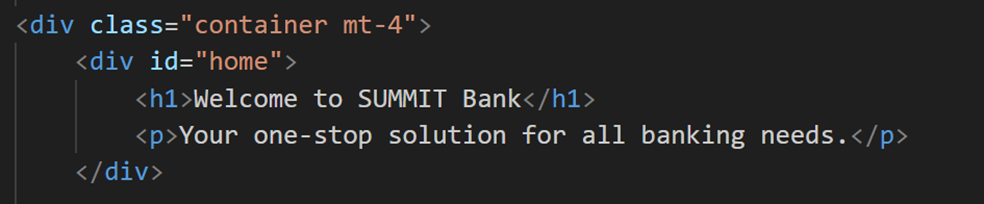 <div class="container mt-4">
<div id="home">
<h1>Welcome to SUMMIT Bank</h1>
<p>Your one-stop solution for all banking needs.</p>
</div>